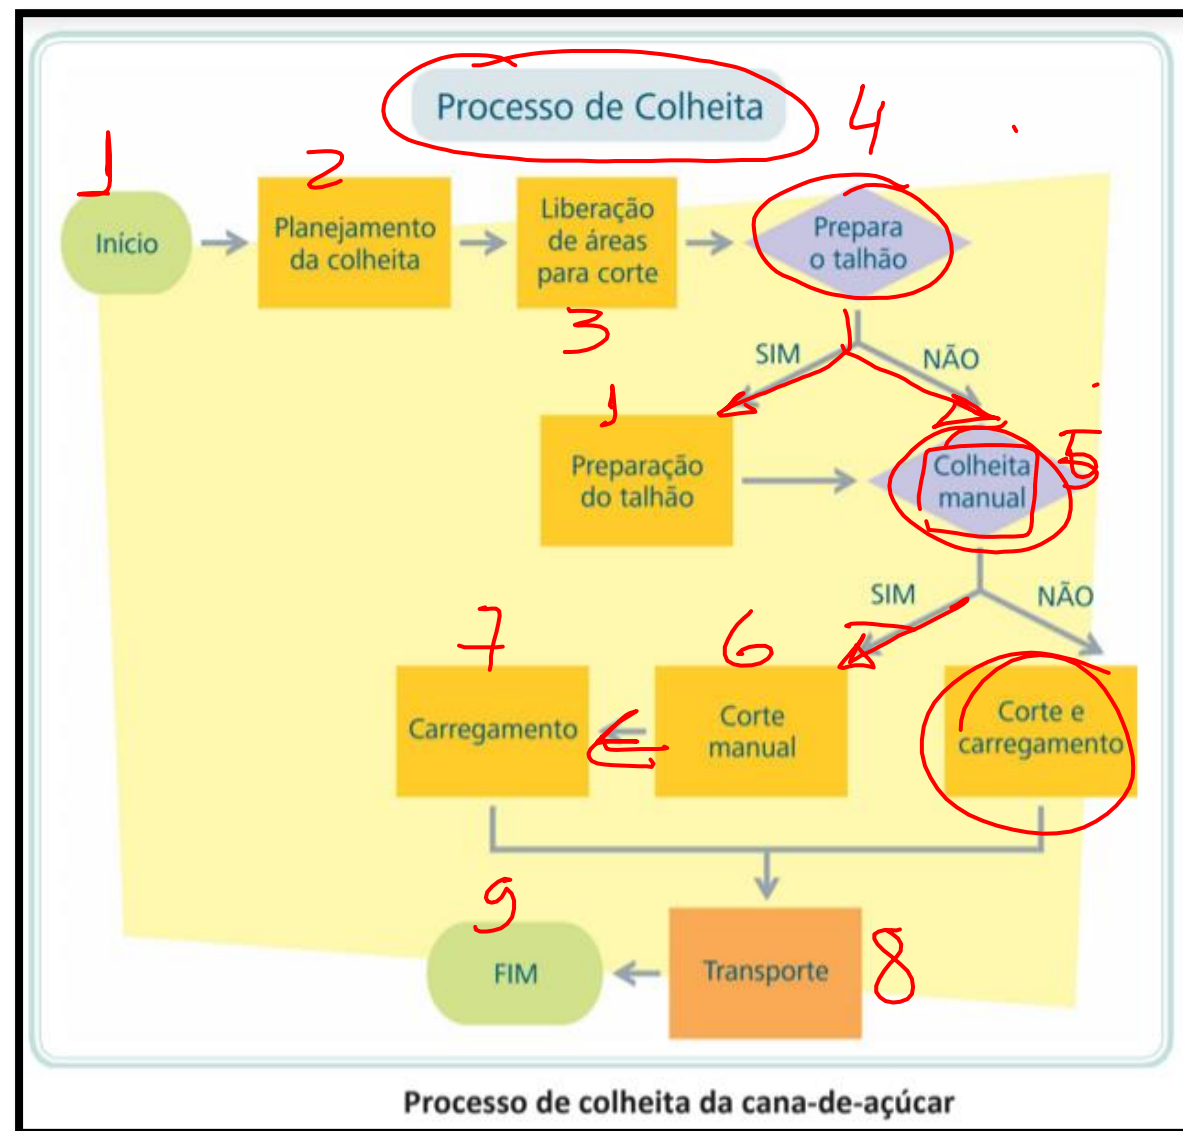 Processo de Colheita
4
1
2
Início
Planejamento
da colheita
Liberação
de áreas
para corte
Prepara
o talhão
3
SIM
NÃO
1
5
Preparação
do talhão
Colheita
manual
SIM
NÃO
7
6
Carregamento
Corte
manual
Corte e
carregamento
9
FIM
Transporte
8
Processo de colheita da cana-de-açúcar